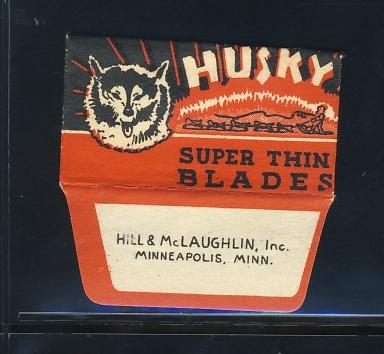 HUSKY
SUPER THIN
BLADES
HILL & McLAUGHLIN, Inc.
MINNEAPOLIS, MINN.